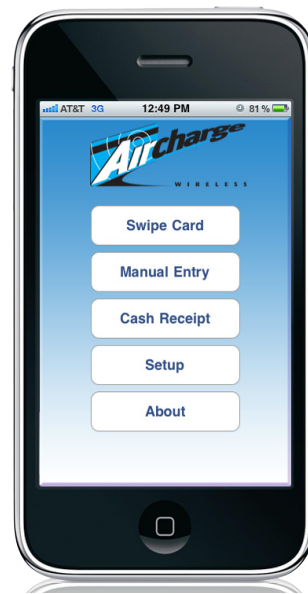 AT&T 3G 12:49 PM 81%
Aircharge
WIRELESS
Swipe Card
Manual Entry
Cash Receipt
Setup
About